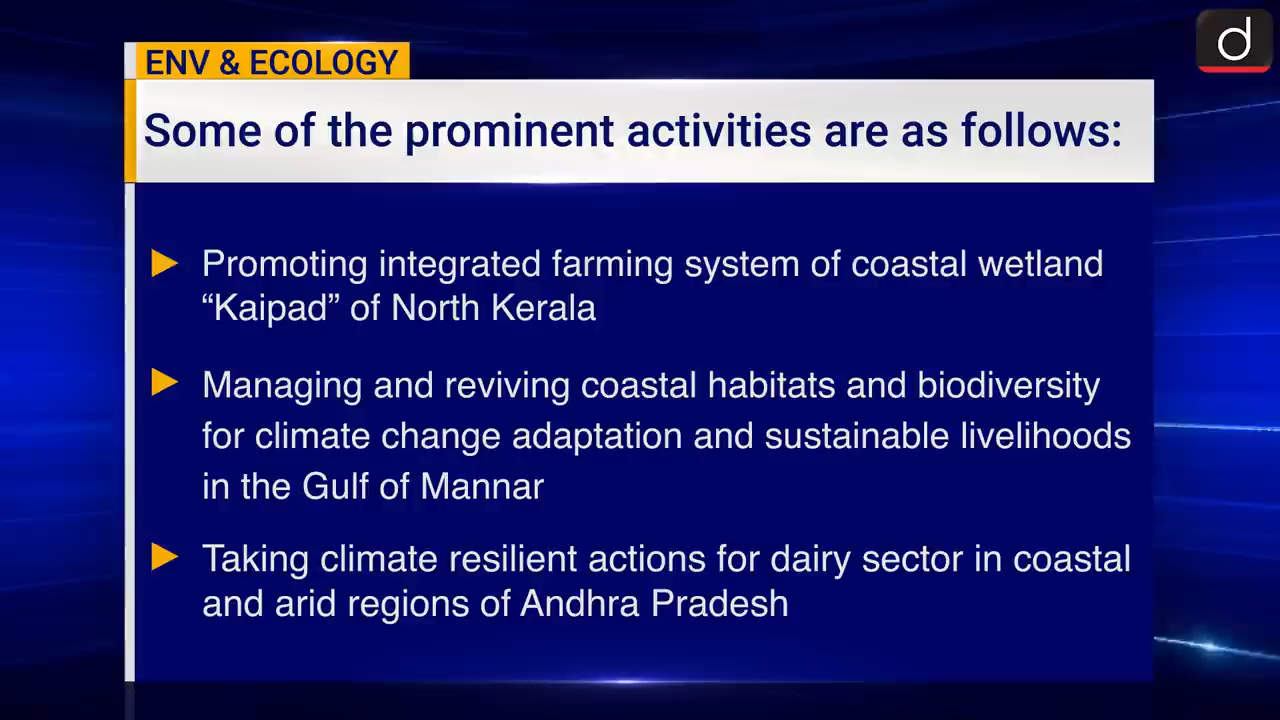 ENV & ECOLOGY
d
Some of the prominent activities are as follows:
Promoting integrated farming system of coastal wetland
“Kaipad” of North Kerala
Managing and reviving coastal habitats and biodiversity
for climate change adaptation and sustainable livelihoods
in the Gulf of Mannar
Taking climate resilient actions for dairy sector in coastal
and arid regions of Andhra Pradesh